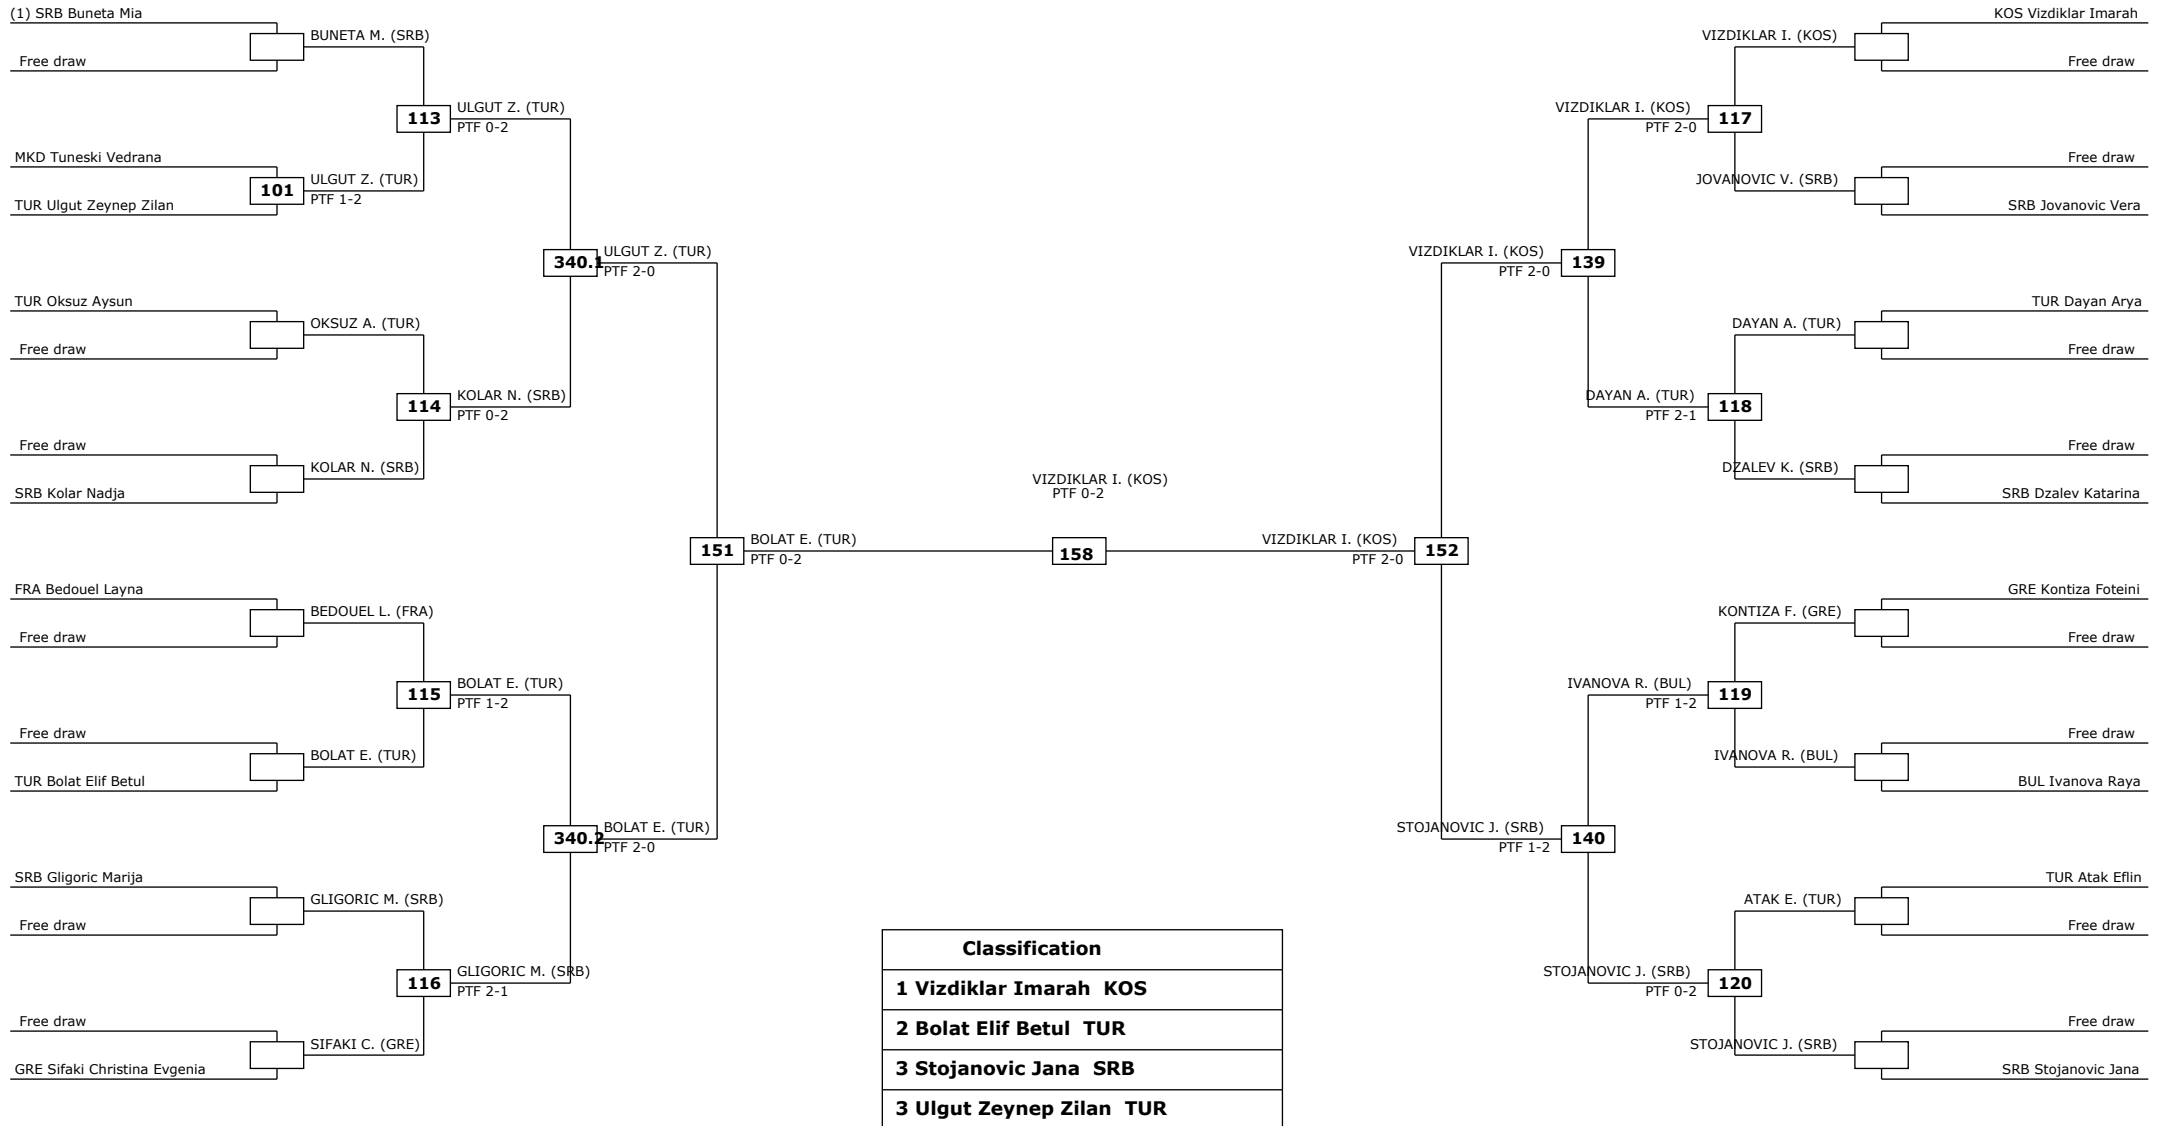 (1) SRB Buneta Mia
BUNETA M. (SRB)
Free draw
113
ULGUT Z. (TUR)
PTF 0-2
MKD Tuneski Vedrana
101
ULGUT Z. (TUR)
PTF 1-2
TUR Ulgut Zeynep Zilan
340.1
ULGUT Z. (TUR)
PTF 2-0
TUR Oksuz Aysun
OKSUZ A. (TUR)
Free draw
114
KOLAR N. (SRB)
PTF 0-2
Free draw
KOLAR N. (SRB)
SRB Kolar Nadja
151
BOLAT E. (TUR)
PTF 0-2
FRA Bedouel Layna
BEDOUEL L. (FRA)
Free draw
115
BOLAT E. (TUR)
PTF 1-2
Free draw
BOLAT E. (TUR)
TUR Bolat Elif Betul
340.2
BOLAT E. (TUR)
PTF 2-0
SRB Gligoric Marija
GLIGORIC M. (SRB)
Free draw
116
GLIGORIC M. (SRB)
PTF 2-1
Free draw
SIFAKI C. (GRE)
GRE Sifaki Christina Evgenia
VIZDIKLAR I. (KOS)
PTF 0-2
158
KOS Vizdiklar Imarah
VIZDIKLAR I. (KOS)
Free draw
VIZDIKLAR I. (KOS)
PTF 2-0
117
Free draw
JOVANOVIC V. (SRB)
SRB Jovanovic Vera
VIZDIKLAR I. (KOS)
PTF 2-0
139
TUR Dayan Arya
DAYAN A. (TUR)
Free draw
DAYAN A. (TUR)
PTF 2-1
118
Free draw
DZALEV K. (SRB)
SRB Dzalev Katarina
VIZDIKLAR I. (KOS)
PTF 2-0
152
GRE Kontiza Foteini
KONTIZA F. (GRE)
Free draw
IVANOVA R. (BUL)
PTF 1-2
119
Free draw
IVANOVA R. (BUL)
BUL Ivanova Raya
STOJANOVIC J. (SRB)
PTF 1-2
140
TUR Atak Eflin
ATAK E. (TUR)
Free draw
STOJANOVIC J. (SRB)
PTF 0-2
120
Free draw
STOJANOVIC J. (SRB)
SRB Stojanovic Jana
Classification
1 Vizdiklar Imarah KOS
2 Bolat Elif Betul TUR
3 Stojanovic Jana SRB
3 Ulgut Zeynep Zilan TUR